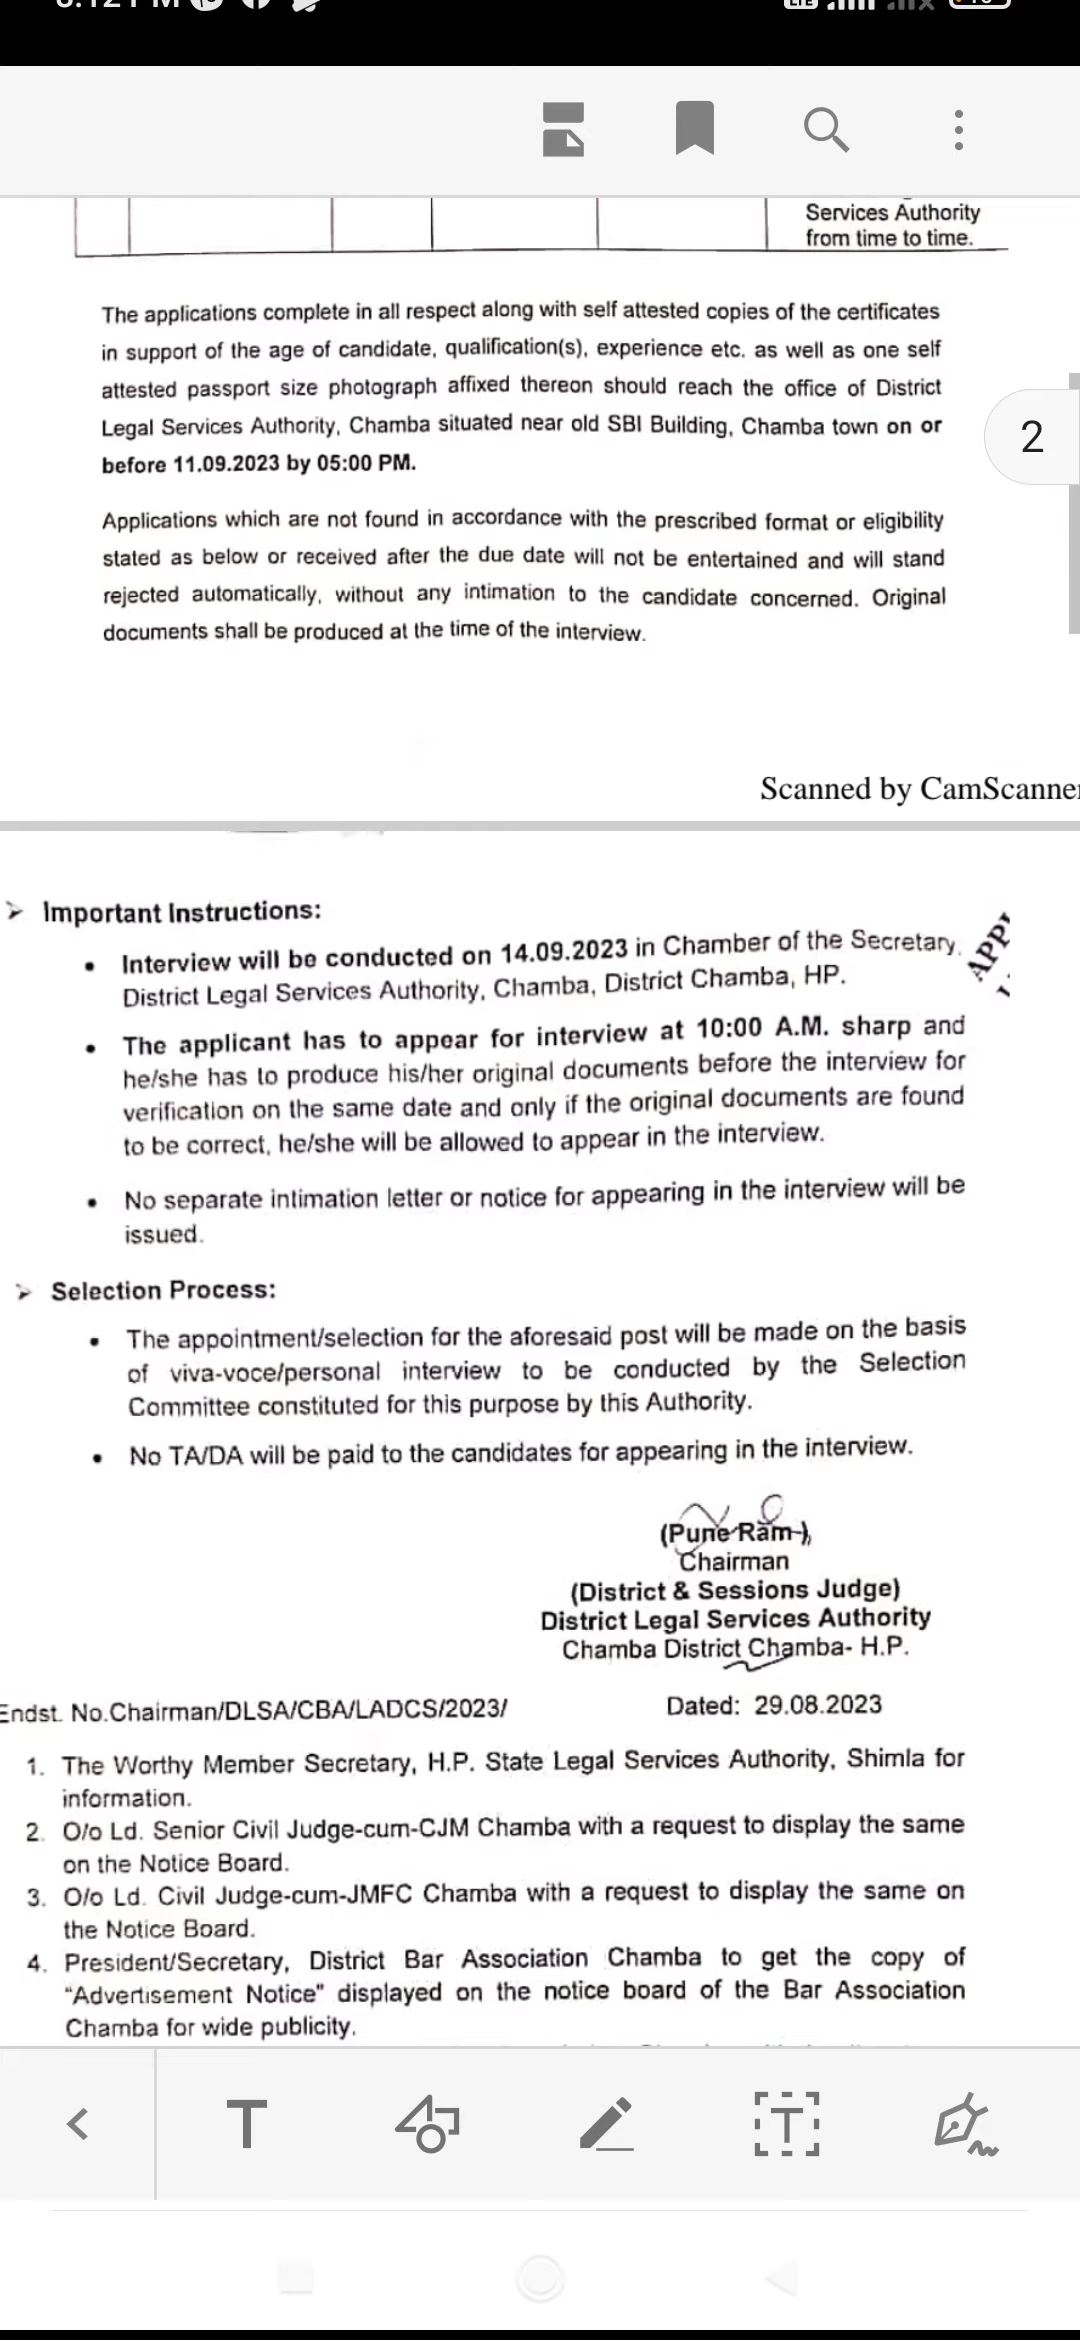 Services Authority
from time to time.
The applications complete in all respect along with self attested copies of the certificates
in support of the age of candidate, qualification(s), experience etc. as well as one self
attested passport size photograph affixed thereon should reach the office of District
Legal Services Authority, Chamba situated near old SBI Building, Chamba town on or
before 11.09.2023 by 05:00 PM.
2
Applications which are not found in accordance with the prescribed format or eligibility
stated as below or received after the due date will not be entertained and will stand
rejected automatically, without any intimation to the candidate concerned. Original
documents shall be produced at the time of the interview.
Scanned by CamScanner
➢ Important Instructions:
• Interview will be conducted on 14.09.2023 in Chamber of the Secretary,
District Legal Services Authority, Chamba, District Chamba, HP.
• The applicant has to appear for interview at 10:00 A.M. sharp and
he/she has to produce his/her original documents before the interview for
verification on the same date and only if the original documents are found
to be correct, he/she will be allowed to appear in the interview.
• No separate intimation letter or notice for appearing in the interview will be
issued.
➢ Selection Process:
• The appointment/selection for the aforesaid post will be made on the basis
of viva-voce/personal interview to be conducted by the Selection
Committee constituted for this purpose by this Authority.
• No TA/DA will be paid to the candidates for appearing in the interview.
(Pune Ram)
Chairman
(District & Sessions Judge)
District Legal Services Authority
Chamba District Chamba- H.P.
Endst. No.Chairman/DLSA/CBA/LADCS/2023/ Dated: 29.08.2023
1. The Worthy Member Secretary, H.P. State Legal Services Authority, Shimla for
information.
2. O/o Ld. Senior Civil Judge-cum-CJM Chamba with a request to display the same
on the Notice Board.
3. O/o Ld. Civil Judge-cum-JMFC Chamba with a request to display the same on
the Notice Board.
4. President/Secretary, District Bar Association Chamba to get the copy of
"Advertisement Notice" displayed on the notice board of the Bar Association
Chamba for wide publicity.